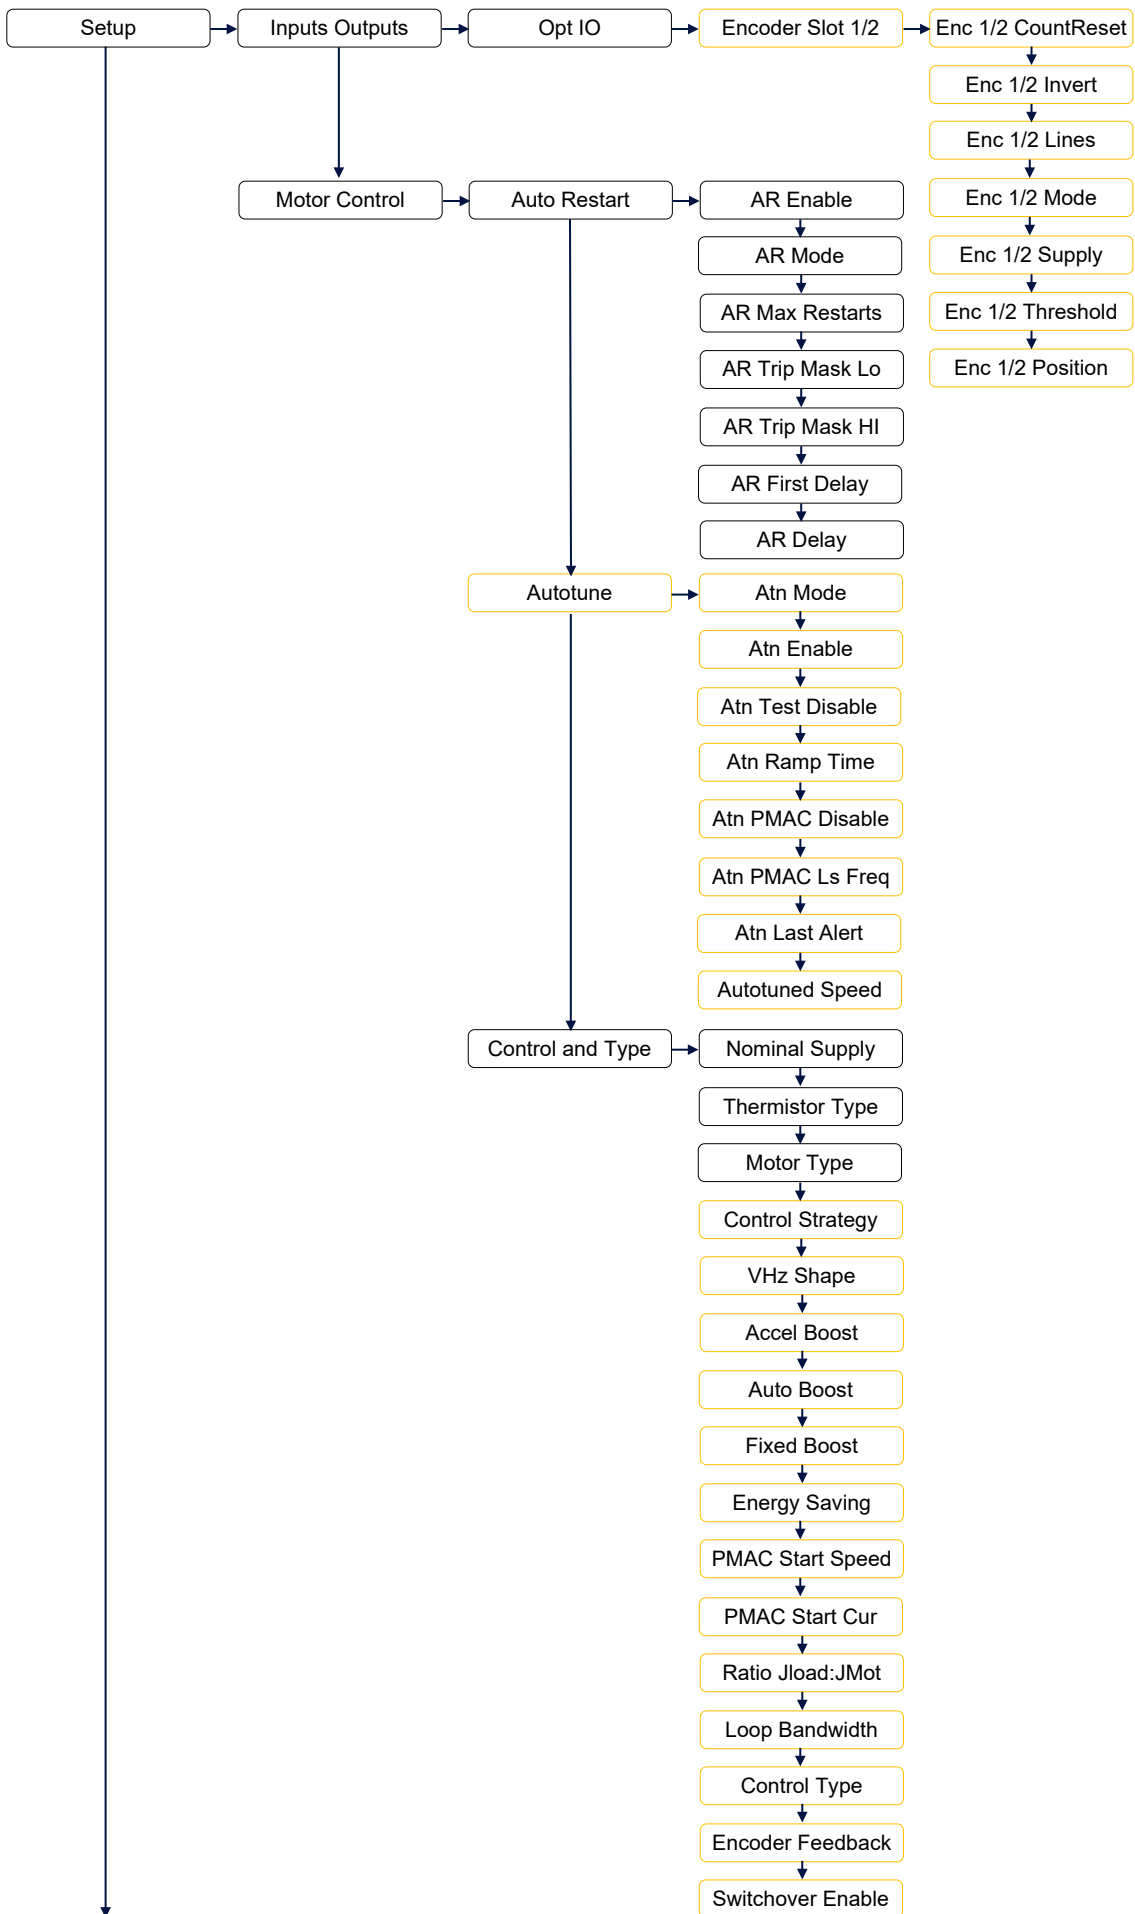 Setup
Inputs Outputs
Opt IO
Encoder Slot 1/2
Enc 1/2 CountReset
Enc 1/2 Invert
Enc 1/2 Lines
Enc 1/2 Mode
Enc 1/2 Supply
Enc 1/2 Threshold
Enc 1/2 Position
Motor Control
Auto Restart
AR Enable
AR Mode
AR Max Restarts
AR Trip Mask Lo
AR Trip Mask HI
AR First Delay
AR Delay
Autotune
Atn Mode
Atn Enable
Atn Test Disable
Atn Ramp Time
Atn PMAC Disable
Atn PMAC Ls Freq
Atn Last Alert
Autotuned Speed
Control and Type
Nominal Supply
Thermistor Type
Motor Type
Control Strategy
VHz Shape
Accel Boost
Auto Boost
Fixed Boost
Energy Saving
PMAC Start Speed
PMAC Start Cur
Ratio Jload:JMot
Loop Bandwidth
Control Type
Encoder Feedback
Switchover Enable